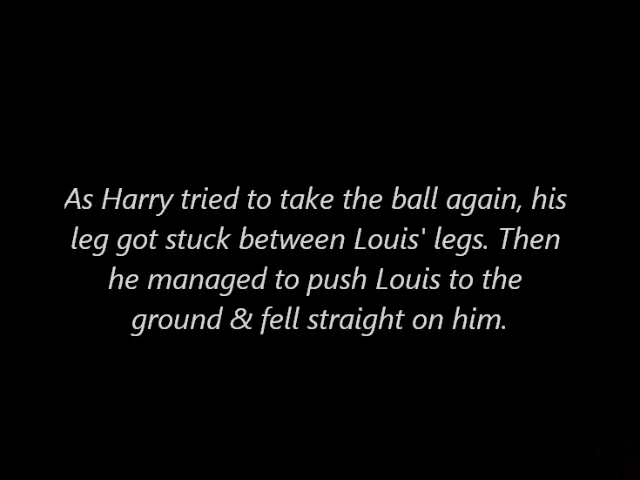 As Harry tried to take the ball again, his
leg got stuck between Louis' legs. Then
he managed to push Louis to the
ground & fell straight on him.